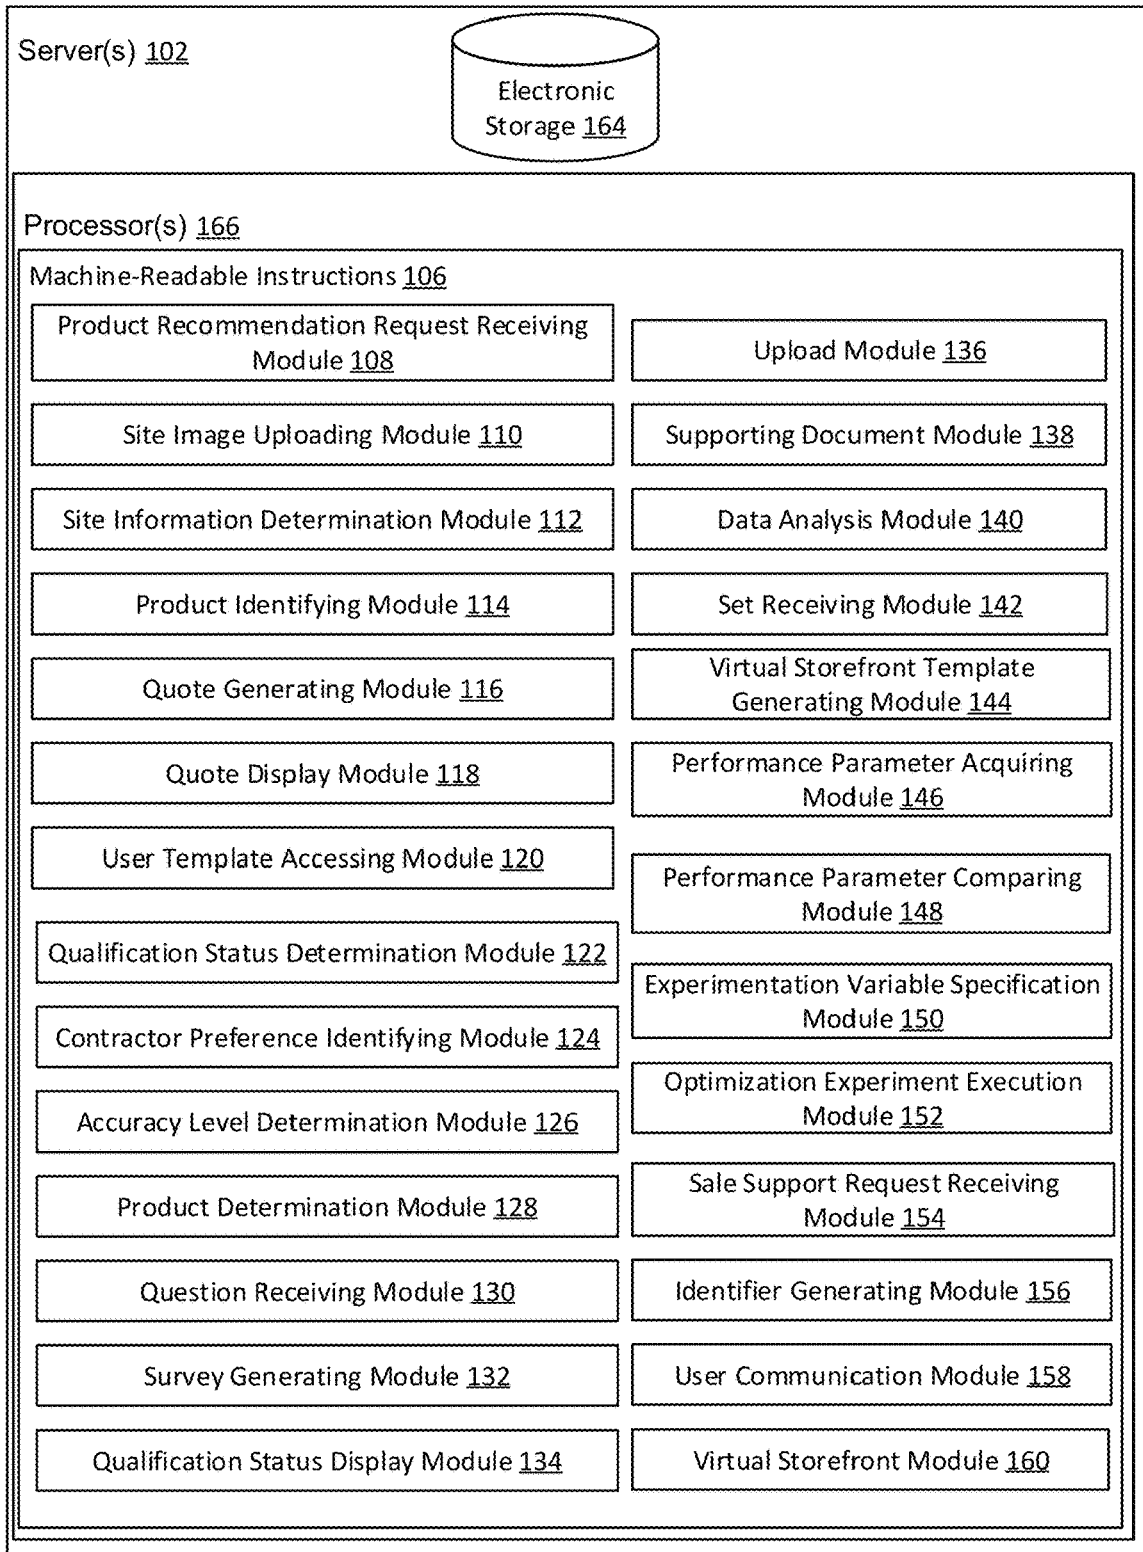 Server(s) 102
Electronic
Storage 164
Processor(s) 166
Machine-Readable Instructions 106
Product Recommendation Request Receiving
Module 108
Site Image Uploading Module 110
Site Information Determination Module 112
Product Identifying Module 114
Quote Generating Module 116
Quote Display Module 118
User Template Accessing Module 120
Qualification Status Determination Module 122
Contractor Preference Identifying Module 124
Accuracy Level Determination Module 126
Product Determination Module 128
Question Receiving Module 130
Survey Generating Module 132
Qualification Status Display Module 134
Upload Module 136
Supporting Document Module 138
Data Analysis Module 140
Set Receiving Module 142
Virtual Storefront Template
Generating Module 144
Performance Parameter Acquiring
Module 146
Performance Parameter Comparing
Module 148
Experimentation Variable Specification
Module 150
Optimization Experiment Execution
Module 152
Sale Support Request Receiving
Module 154
Identifier Generating Module 156
User Communication Module 158
Virtual Storefront Module 160